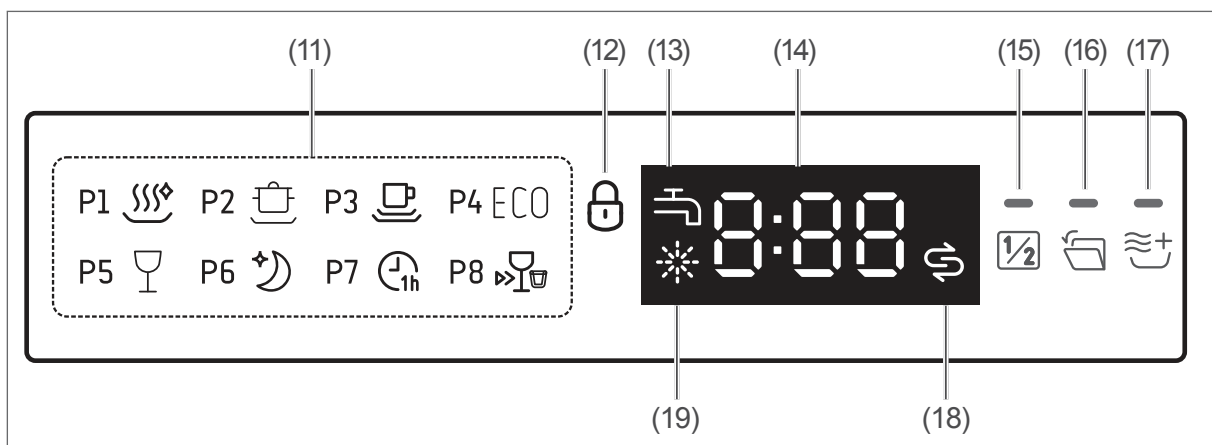 (11) (12) (13) (14) (15) (16) (17)
P1 P2 P3 P4 ECO
8:88
1/2
P5 P6 P7 1h P8
(19) (18)